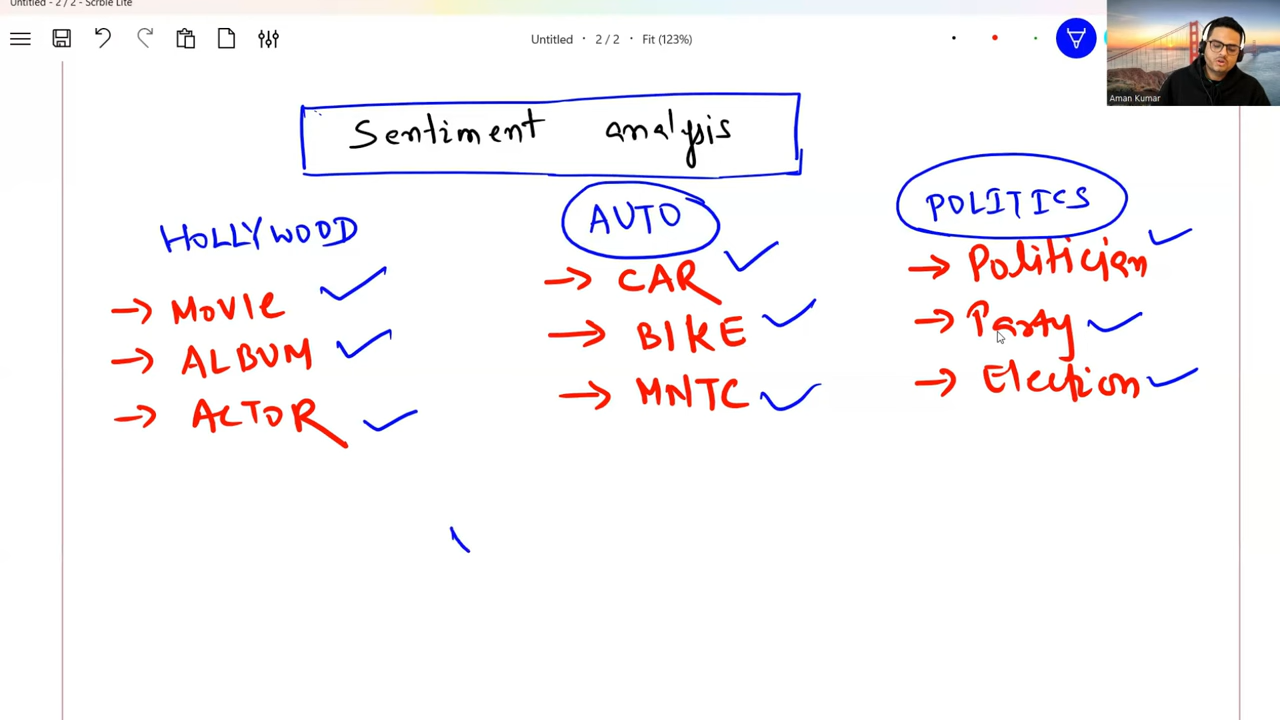 Untitled - 2 / 2 - Scrble Lite
Untitled • 2 / 2 • Fit (123%)
Aman Kumar
Sentiment analysis
HOLLYWOOD
→ MOVIE
→ ALBUM
→ ACTOR
AUTO
→ CAR
→ BIKE
→ MNTC
POLITICS
→ Politician
→ Party
→ Election